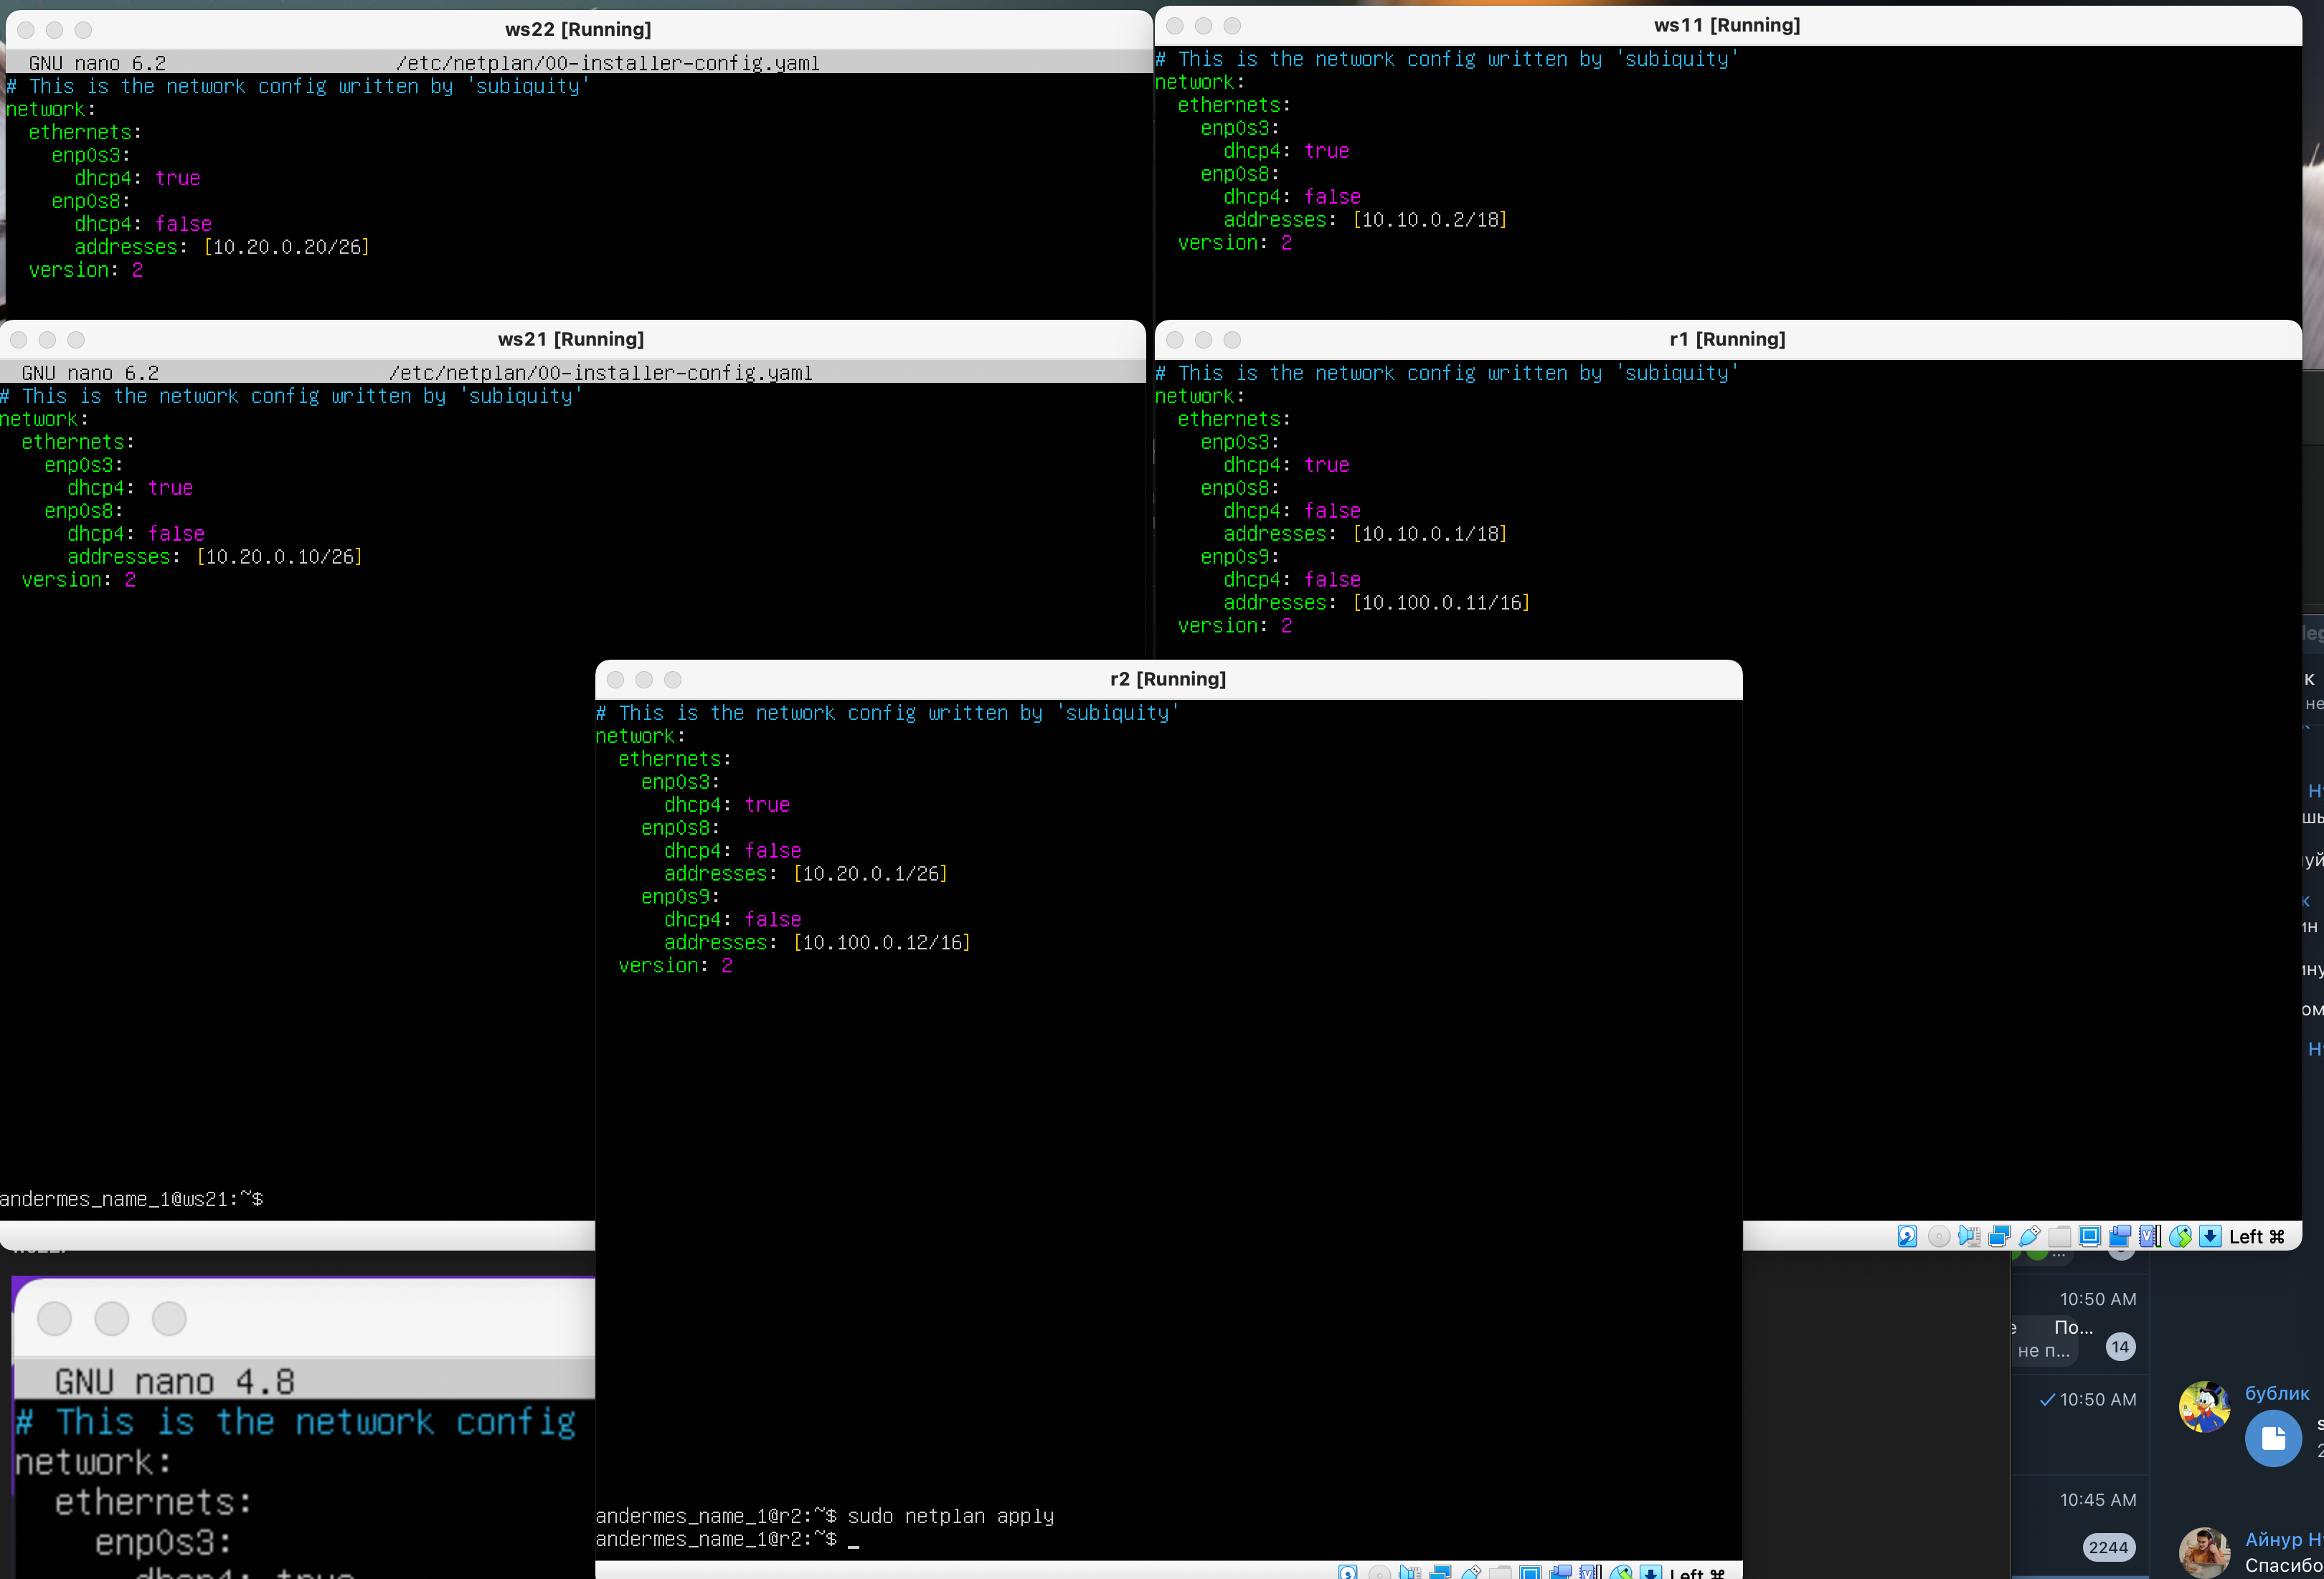 ws22 [Running]
GNU nano 6.2 /etc/netplan/00-installer-config.yaml
# This is the network config written by 'subiquity'
network:
  ethernets:
    enp0s3:
      dhcp4: true
    enp0s8:
      dhcp4: false
      addresses: [10.20.0.20/26]
  version: 2
ws11 [Running]
# This is the network config written by 'subiquity'
network:
  ethernets:
    enp0s3:
      dhcp4: true
    enp0s8:
      dhcp4: false
      addresses: [10.10.0.2/18]
  version: 2
ws21 [Running]
GNU nano 6.2 /etc/netplan/00-installer-config.yaml
# This is the network config written by 'subiquity'
network:
  ethernets:
    enp0s3:
      dhcp4: true
    enp0s8:
      dhcp4: false
      addresses: [10.20.0.10/26]
  version: 2
andermes_name_1@ws21:~$
r1 [Running]
# This is the network config written by 'subiquity'
network:
  ethernets:
    enp0s3:
      dhcp4: true
    enp0s8:
      dhcp4: false
      addresses: [10.10.0.1/18]
    enp0s9:
      dhcp4: false
      addresses: [10.100.0.11/16]
  version: 2
Left ⌘
r2 [Running]
# This is the network config written by 'subiquity'
network:
  ethernets:
    enp0s3:
      dhcp4: true
    enp0s8:
      dhcp4: false
      addresses: [10.20.0.1/26]
    enp0s9:
      dhcp4: false
      addresses: [10.100.0.12/16]
  version: 2
andermes_name_1@r2:~$ sudo netplan apply
andermes_name_1@r2:~$ _
Left ⌘
GNU nano 4.8
# This is the network config
network:
  ethernets:
    enp0s3:
      dhcp4: true
10:50 AM
По...
не п...
14
10:50 AM
10:45 AM
2244
бублик
Айнур Н
Спасибо